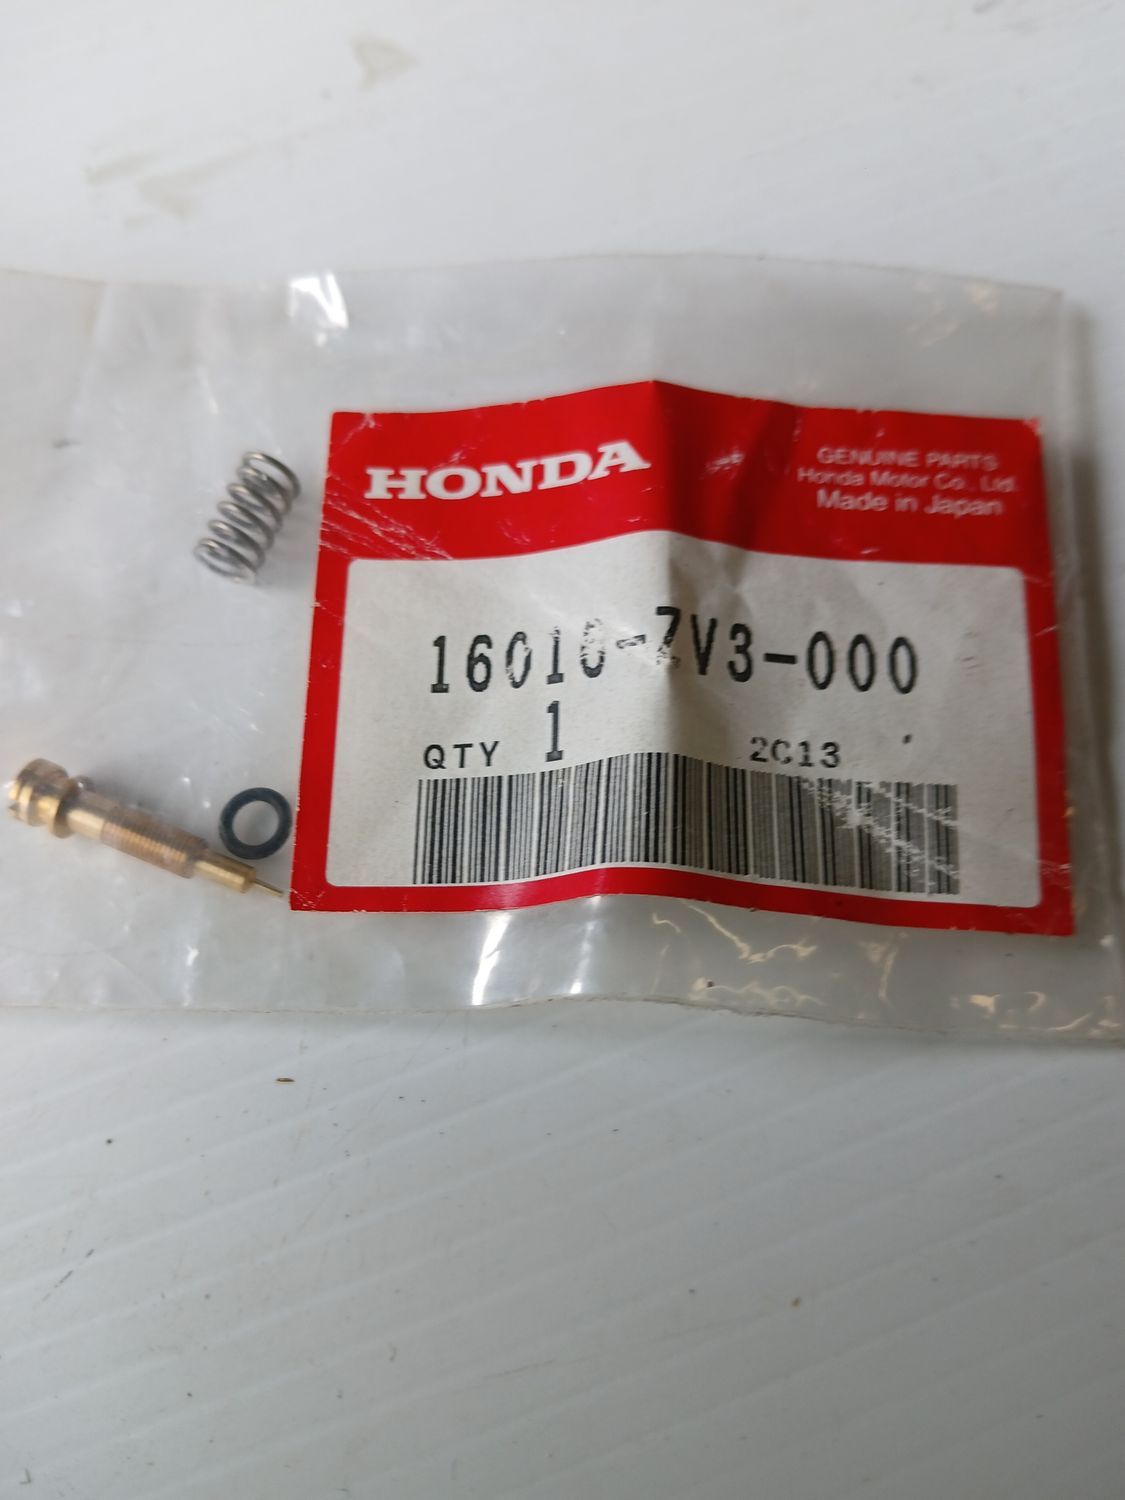 HONDA
GENUINE PARTS
Honda Motor Co., Ltd.
Made in Japan
16010-ZV3-000
QTY 1
2C13